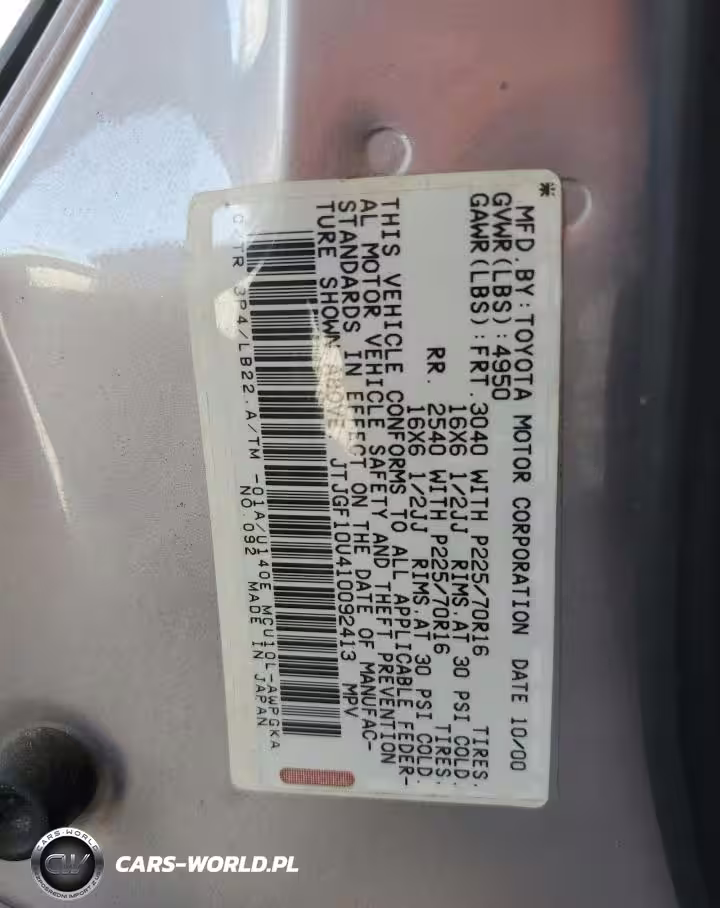 MFD.BY:TOYOTA MOTOR CORPORATION DATE 10/00
GVWR(LBS):4950
GAWR(LBS):FRT.3040 WITH P225/70R16 TIRES.
16X6 1/2JJ RIMS.AT 30 PSI COLD.
RR. 2540 WITH P225/70R16 TIRES.
16X6 1/2JJ RIMS.AT 30 PSI COLD.
THIS VEHICLE CONFORMS TO ALL APPLICABLE FEDER-
AL MOTOR VEHICLE SAFETY AND THEFT PREVENTION
STANDARDS IN EFFECT ON THE DATE OF MANUFAC-
TURE SHOWN ABOVE. JTJGF10U410092413 MPV
C/TR 3P4/LB22.A/TM -01A/U140E MCU10L-AWPGKA
NO.092 MADE IN JAPAN
CARS-WORLD
CW
CARS-WORLD.PL